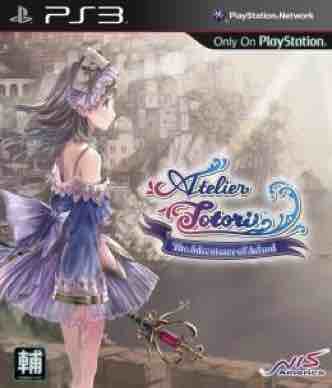 PS3
PlayStation Network
Only On PlayStation
Atelier
Totori
The Adventurer of Arland
輔
NIS
America